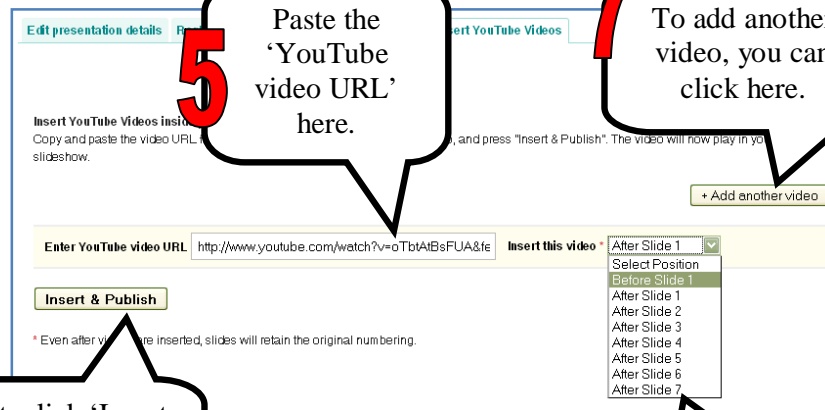 Edit presentation details
Insert YouTube Videos
5
Paste the
‘YouTube
video URL’
here.
7
To add another
video, you can
click here.
Insert YouTube Videos
Copy and paste the video URL , and press "Insert & Publish". The video will now play in
slideshow.
+ Add another video
Enter YouTube video URL http://www.youtube.com/watch?v=oTbtAtBsFUA&fe Insert this video * After Slide 1
Select Position
Before Slide 1
After Slide 1
After Slide 2
After Slide 3
After Slide 4
After Slide 5
After Slide 6
After Slide 7
Insert & Publish
* Even after inserted, slides will retain the original numbering.
click ‘Insert